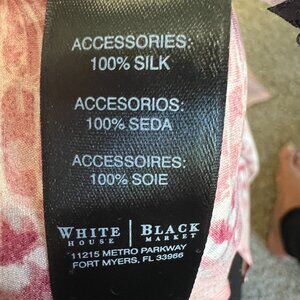 ACCESSORIES:
100% SILK
ACCESORIOS:
100% SEDA
ACCESSOIRES:
100% SOIE
WHITE | BLACK
HOUSE | MARKET
11215 METRO PARKWAY
FORT MYERS, FL 33966